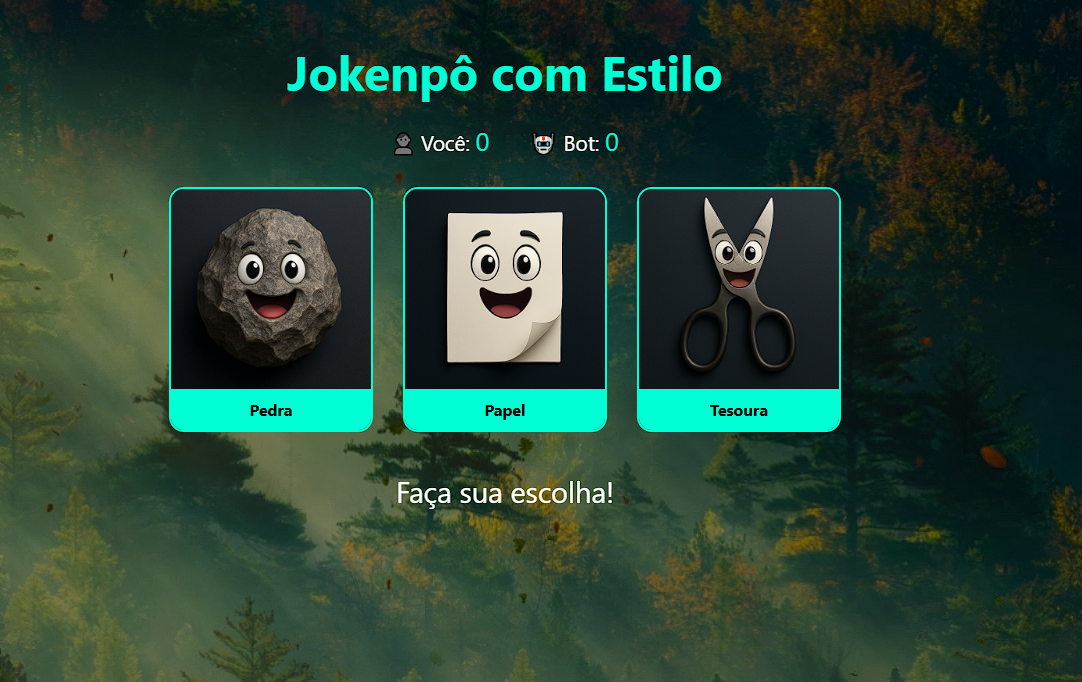 Jokenpô com Estilo
Você: 0 Bot: 0
Pedra Papel Tesoura
Faça sua escolha!